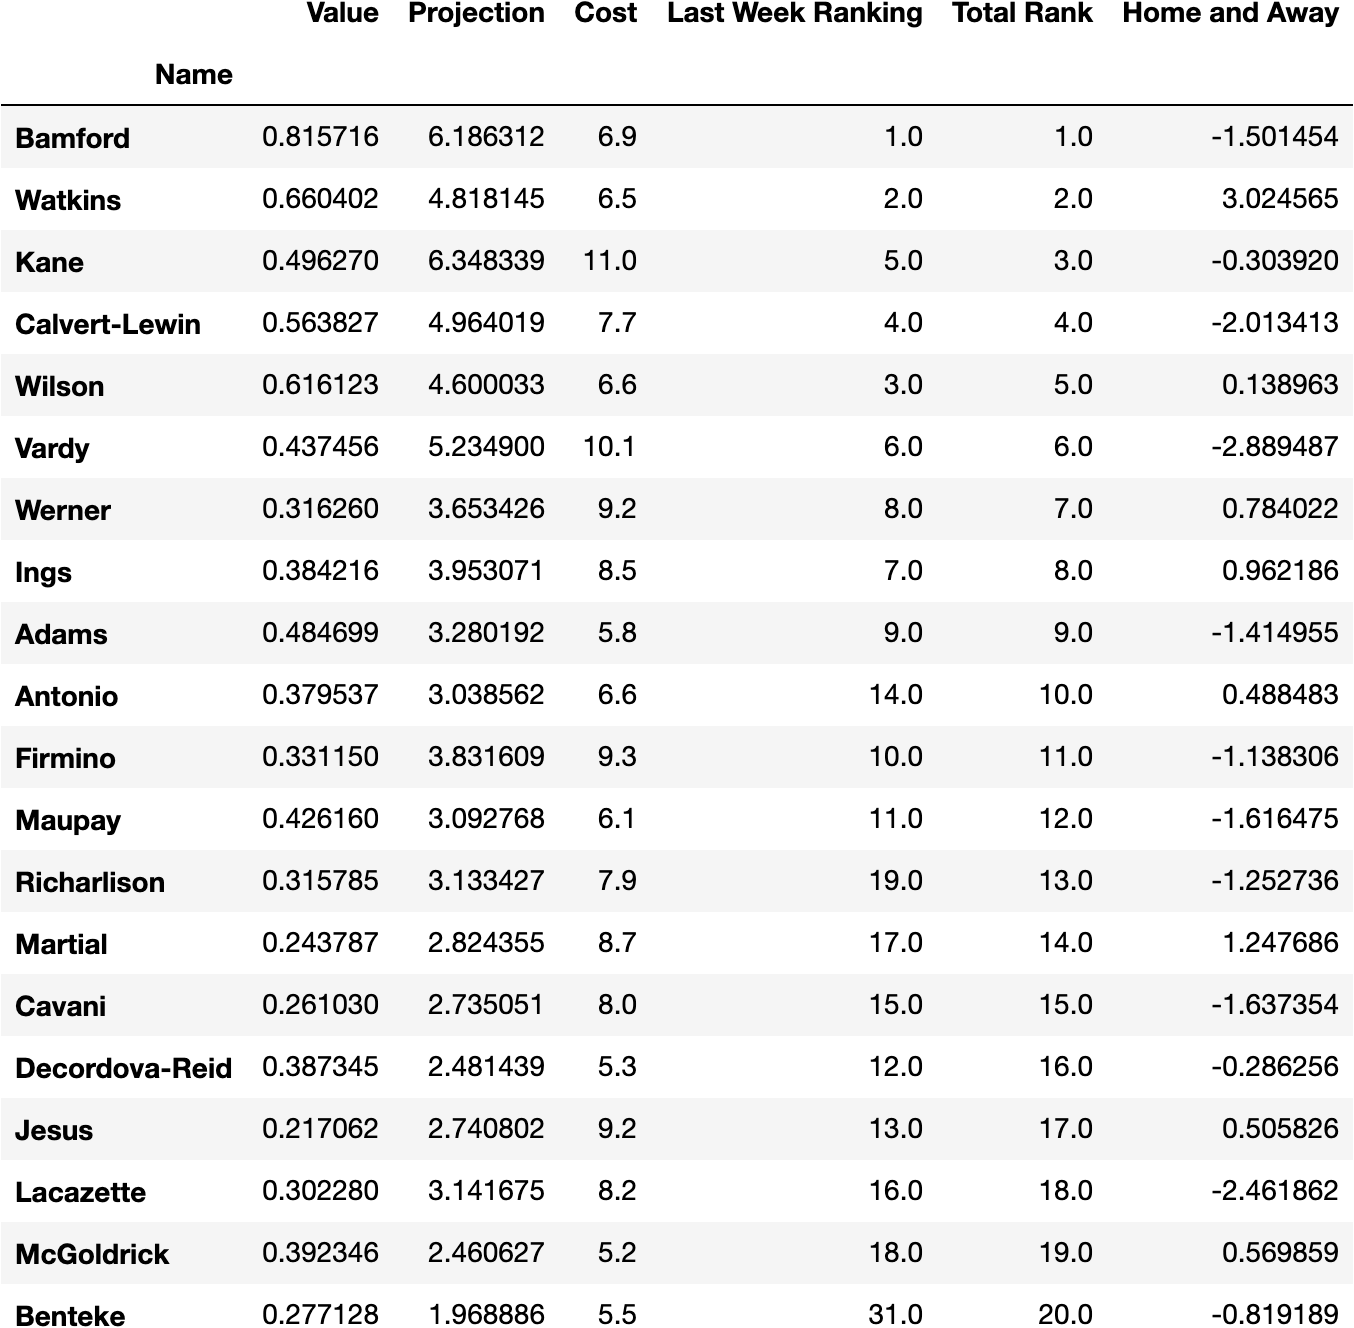 Value Projection Cost Last Week Ranking Total Rank Home and Away
Name
Bamford 0.815716 6.186312 6.9 1.0 1.0 -1.501454
Watkins 0.660402 4.818145 6.5 2.0 2.0 3.024565
Kane 0.496270 6.348339 11.0 5.0 3.0 -0.303920
Calvert-Lewin 0.563827 4.964019 7.7 4.0 4.0 -2.013413
Wilson 0.616123 4.600033 6.6 3.0 5.0 0.138963
Vardy 0.437456 5.234900 10.1 6.0 6.0 -2.889487
Werner 0.316260 3.653426 9.2 8.0 7.0 0.784022
Ings 0.384216 3.953071 8.5 7.0 8.0 0.962186
Adams 0.484699 3.280192 5.8 9.0 9.0 -1.414955
Antonio 0.379537 3.038562 6.6 14.0 10.0 0.488483
Firmino 0.331150 3.831609 9.3 10.0 11.0 -1.138306
Maupay 0.426160 3.092768 6.1 11.0 12.0 -1.616475
Richarlison 0.315785 3.133427 7.9 19.0 13.0 -1.252736
Martial 0.243787 2.824355 8.7 17.0 14.0 1.247686
Cavani 0.261030 2.735051 8.0 15.0 15.0 -1.637354
Decordova-Reid 0.387345 2.481439 5.3 12.0 16.0 -0.286256
Jesus 0.217062 2.740802 9.2 13.0 17.0 0.505826
Lacazette 0.302280 3.141675 8.2 16.0 18.0 -2.461862
McGoldrick 0.392346 2.460627 5.2 18.0 19.0 0.569859
Benteke 0.277128 1.968886 5.5 31.0 20.0 -0.819189